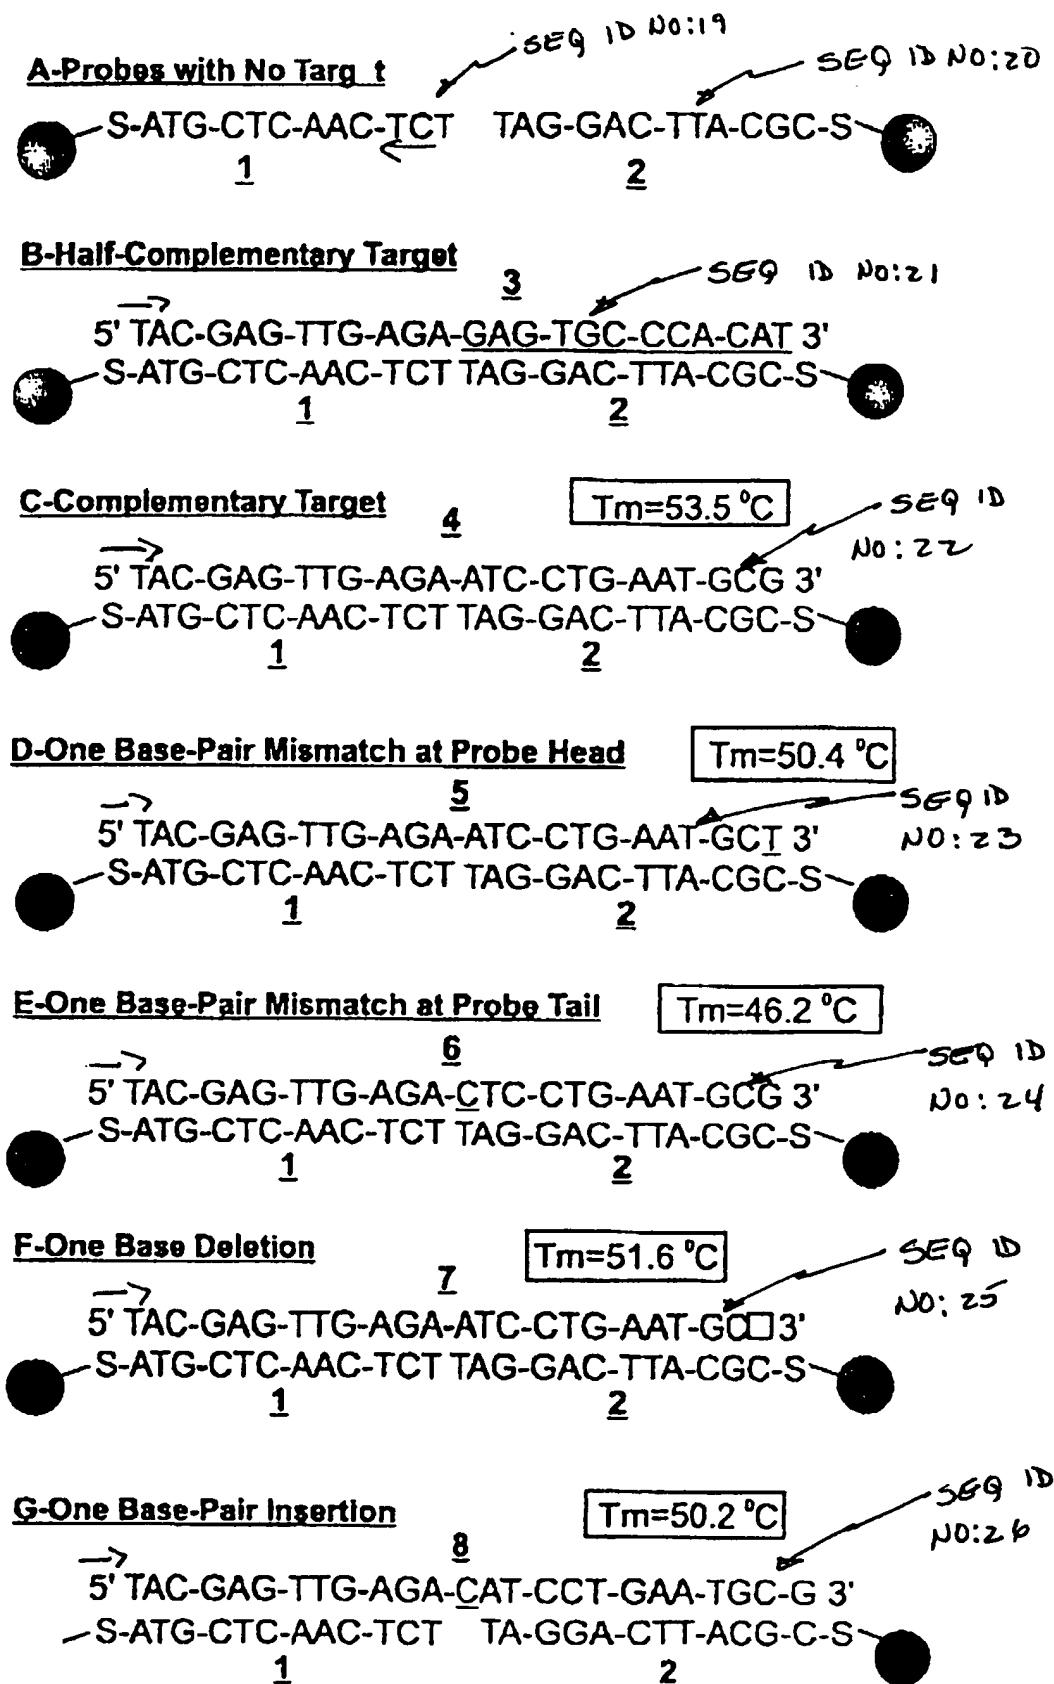 SEQ ID NO:19
A-Probes with No Targ t
SEQ ID NO:20
S-ATG-CTC-AAC-TCT TAG-GAC-TTA-CGC-S
1 2
B-Half-Complementary Target
3
SEQ ID NO:21
5' TAC-GAG-TTG-AGA-GAG-TGC-CCA-CAT 3'
S-ATG-CTC-AAC-TCT TAG-GAC-TTA-CGC-S
1 2
C-Complementary Target
4
Tm=53.5 °C
SEQ ID
NO:22
5' TAC-GAG-TTG-AGA-ATC-CTG-AAT-GCG 3'
S-ATG-CTC-AAC-TCT TAG-GAC-TTA-CGC-S
1 2
D-One Base-Pair Mismatch at Probe Head
Tm=50.4 °C
5
SEQ ID
NO:23
5' TAC-GAG-TTG-AGA-ATC-CTG-AAT-GCT 3'
S-ATG-CTC-AAC-TCT TAG-GAC-TTA-CGC-S
1 2
E-One Base-Pair Mismatch at Probe Tail
Tm=46.2 °C
6
SEQ ID
NO:24
5' TAC-GAG-TTG-AGA-CTC-CTG-AAT-GCG 3'
S-ATG-CTC-AAC-TCT TAG-GAC-TTA-CGC-S
1 2
F-One Base Deletion
Tm=51.6 °C
7
SEQ ID
NO:25
5' TAC-GAG-TTG-AGA-ATC-CTG-AAT-GC□ 3'
S-ATG-CTC-AAC-TCT TAG-GAC-TTA-CGC-S
1 2
G-One Base-Pair Insertion
Tm=50.2 °C
8
SEQ ID
NO:26
5' TAC-GAG-TTG-AGA-CAT-CCT-GAA-TGC-G 3'
S-ATG-CTC-AAC-TCT TA-GGA-CTT-ACG-C-S
1 2